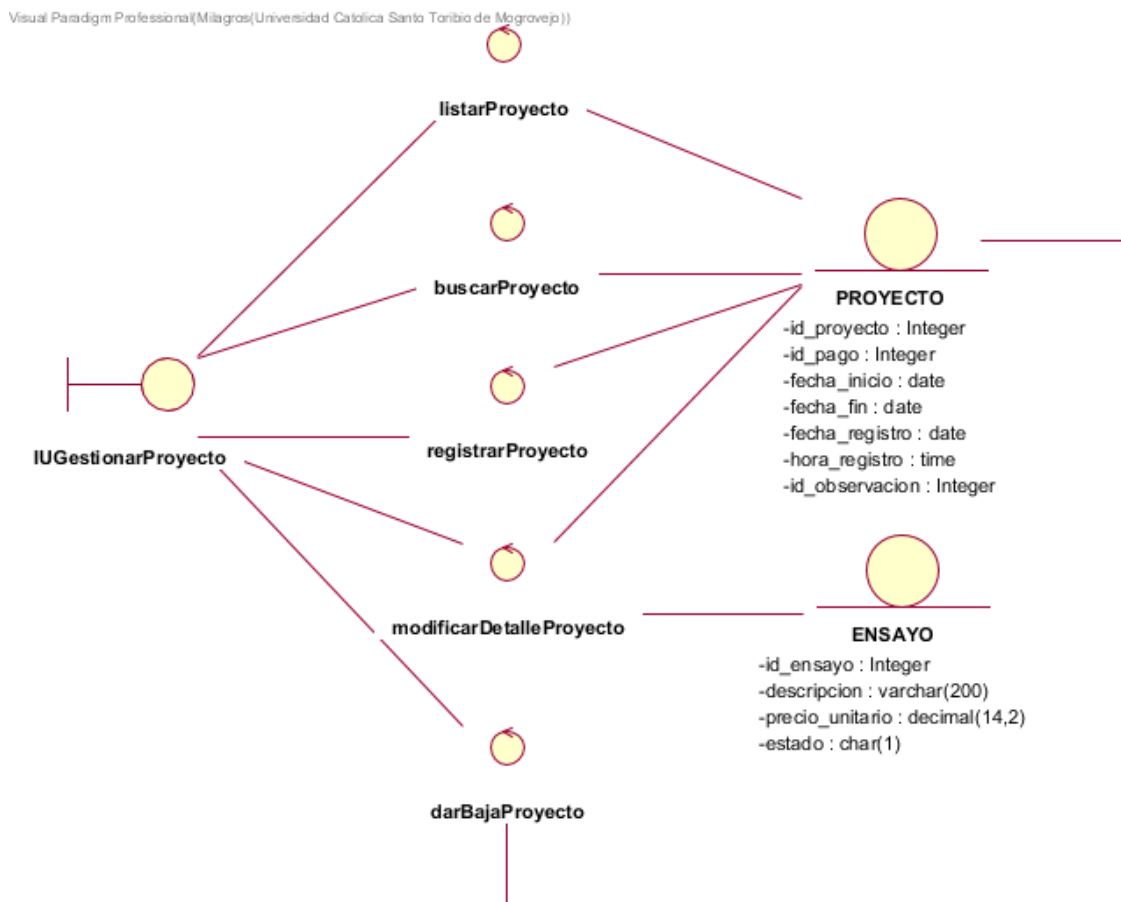 Visual Paradigm Professional(Milagros(Universidad Catolica Santo Toribio de Mogrovejo))
listarProyecto
buscarProyecto
PROYECTO
-id_proyecto : Integer
-id_pago : Integer
-fecha_inicio : date
-fecha_fin : date
-fecha_registro : date
-hora_registro : time
-id_observacion : Integer
IUGestionarProyecto
registrarProyecto
modificarDetalleProyecto
ENSAYO
-id_ensayo : Integer
-descripcion : varchar(200)
-precio_unitario : decimal(14,2)
-estado : char(1)
darBajaProyecto